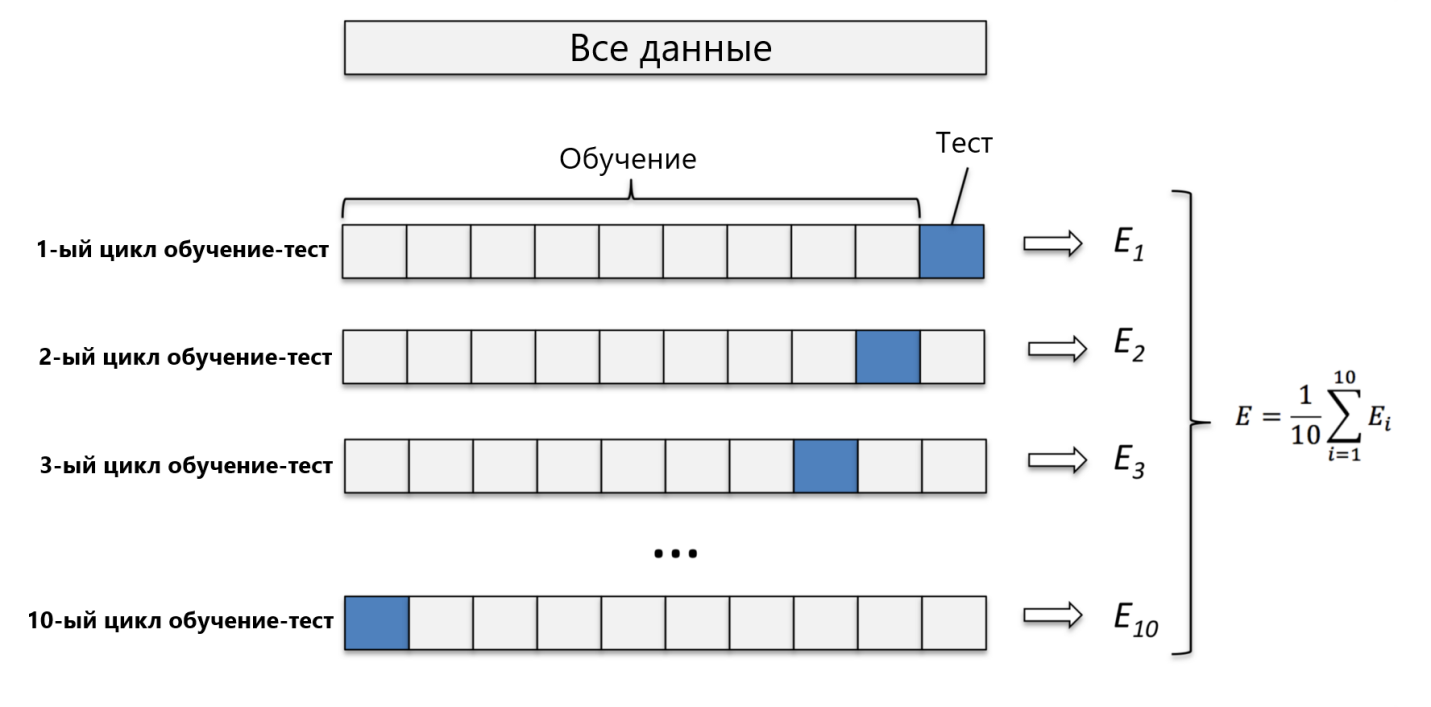 Все данные
Обучение
Тест
1-ый цикл обучение-тест
E1
2-ый цикл обучение-тест
E2
3-ый цикл обучение-тест
E3
...
10-ый цикл обучение-тест
E10
E = 1/10 ∑ i=1 10 Ei